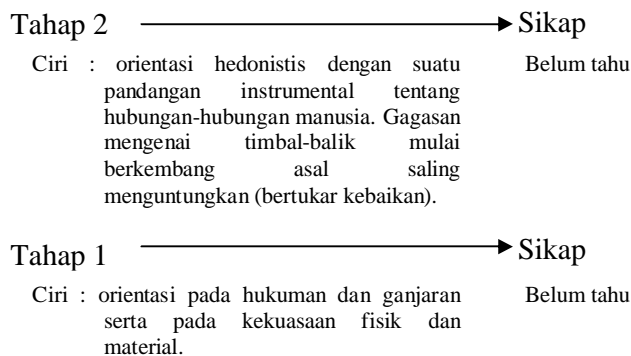 Tahap 2 Sikap
Ciri : orientasi hedonistis dengan suatu Belum tahu
pandangan instrumental tentang
hubungan-hubungan manusia. Gagasan
mengenai timbal-balik mulai
berkembang asal saling
menguntungkan (bertukar kebaikan).
Tahap 1 Sikap
Ciri : orientasi pada hukuman dan ganjaran Belum tahu
serta pada kekuasaan fisik dan
material.